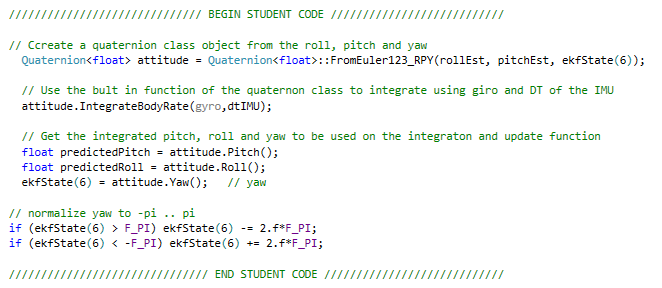 ////////////////////////////// BEGIN STUDENT CODE ///////////////////////////
// Ccreate a quaternion class object from the roll, pitch and yaw
Quaternion<float> attitude = Quaternion<float>::FromEuler123_RPY(rollEst, pitchEst, ekfState(6));
// Use the bult in function of the quaternon class to integrate using giro and DT of the IMU
attitude.IntegrateBodyRate(gyro,dtIMU);
// Get the integrated pitch, roll and yaw to be used on the integraton and update function
float predictedPitch = attitude.Pitch();
float predictedRoll = attitude.Roll();
ekfState(6) = attitude.Yaw();   // yaw
// normalize yaw to -pi .. pi
if (ekfState(6) > F_PI) ekfState(6) -= 2.f*F_PI;
if (ekfState(6) < -F_PI) ekfState(6) += 2.f*F_PI;
/////////////////////////////// END STUDENT CODE ////////////////////////////